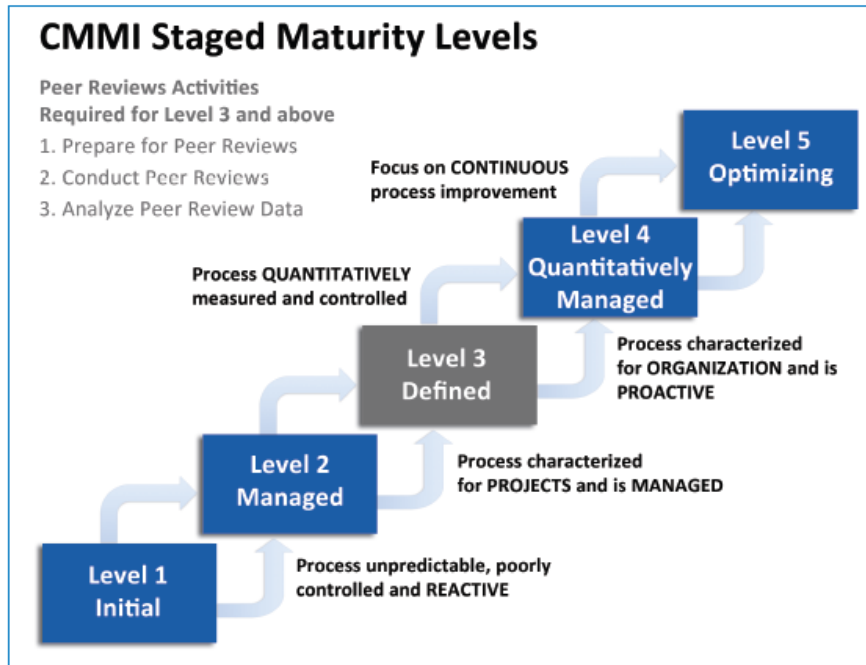 CMMI Staged Maturity Levels
Peer Reviews Activities
Required for Level 3 and above
1. Prepare for Peer Reviews
2. Conduct Peer Reviews
3. Analyze Peer Review Data
Level 5
Optimizing
Focus on CONTINUOUS
process improvement
Level 4
Quantitatively
Managed
Process QUANTITATIVELY
measured and controlled
Process characterized
for ORGANIZATION and is
PROACTIVE
Level 3
Defined
Level 2
Managed
Process characterized
for PROJECTS and is MANAGED
Level 1
Initial
Process unpredictable, poorly
controlled and REACTIVE